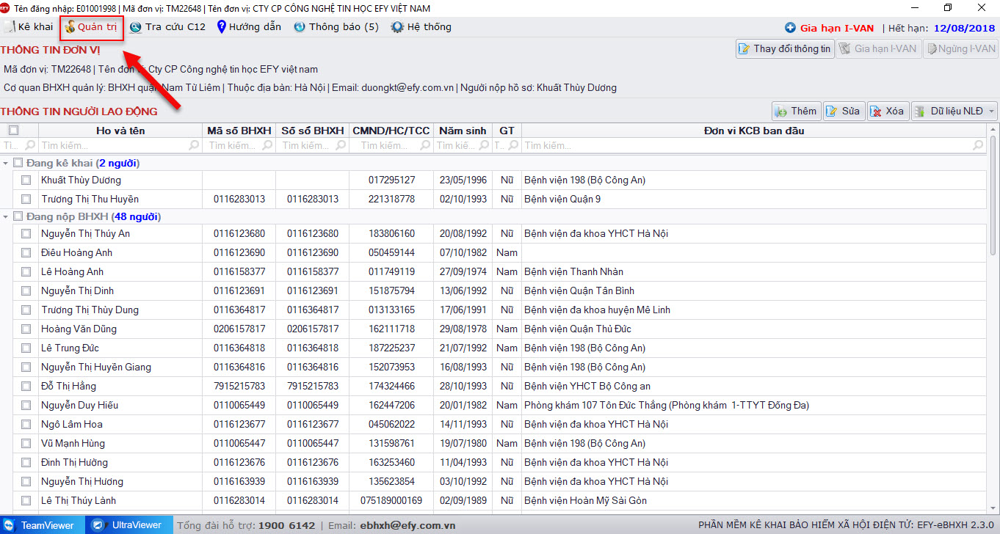 EFY Tên đăng nhập: E01001998 | Mã đơn vị: TM22648 | Tên đơn vị: CTY CP CÔNG NGHỆ TIN HỌC EFY VIỆT NAM
Kê khai Quản trị Tra cứu C12 Hướng dẫn Thông báo (5) Hệ thống Gia hạn I-VAN | Hết hạn: 12/08/2018
THÔNG TIN ĐƠN VỊ Thay đổi thông tin Gia hạn I-VAN Ngừng I-VAN
Mã đơn vị: TM22648 | Tên đơn vị: Cty CP Công nghệ tin học EFY việt nam
Cơ quan BHXH quản lý: BHXH quận Nam Từ Liêm | Thuộc địa bàn: Hà Nội | Email: duongkt@efy.com.vn | Người nộp hồ sơ: Khuất Thùy Dương
THÔNG TIN NGƯỜI LAO ĐỘNG Thêm Sửa Xóa Dữ liệu NLĐ
Họ và tên Mã số BHXH Số sổ BHXH CMND/HC/TCC Năm sinh GT Đơn vị KCB ban đầu
Tì... Tìm kiếm... Tìm kiếm... Tìm kiếm... Tìm kiếm... Tìm kiế... T... Tìm kiếm...
Đang kê khai (2 người)
Khuất Thùy Dương 017295127 23/05/1996 Nữ Bệnh viện 198 (Bộ Công An)
Trương Thị Thu Huyền 0116283013 0116283013 221318778 02/10/1993 Nữ Bệnh viện Quận 9
Đang nộp BHXH (48 người)
Nguyễn Thị Thúy An 0116123680 0116123680 183806160 20/08/1992 Nữ Bệnh viện đa khoa YHCT Hà Nội
Điêu Hoàng Anh 0116123690 0116123690 050459144 07/10/1982 Nam
Lê Hoàng Anh 0116158377 0116158377 011749119 27/09/1974 Nam Bệnh viện Thanh Nhàn
Nguyễn Thị Dinh 0116123691 0116123691 151875794 13/06/1992 Nữ Bệnh viện Quận Tân Bình
Trương Thị Thùy Dung 0116364817 0116364817 013133165 17/06/1991 Nữ Bệnh viện đa khoa huyện Mê Linh
Hoàng Văn Dũng 0206157817 0206157817 162111718 29/08/1978 Nam Bệnh viện Quận Thủ Đức
Lê Trung Đức 0116364818 0116364818 187225237 21/07/1992 Nam Bệnh viện 198 (Bộ Công An)
Nguyễn Thị Huyền Giang 0116364816 0116364816 152073953 16/08/1993 Nữ Bệnh viện 198 (Bộ Công An)
Đỗ Thị Hằng 7915215783 7915215783 174324466 28/10/1993 Nữ Bệnh viện YHCT Bộ Công an
Nguyễn Duy Hiếu 0110065449 0110065449 162447206 20/01/1982 Nam Phòng khám 107 Tôn Đức Thắng (Phòng khám 1-TTYT Đống Đa)
Ngô Lâm Hoa 0116123677 0116123677 045062022 14/11/1993 Nữ Bệnh viện đa khoa YHCT Hà Nội
Vũ Mạnh Hùng 0110065447 0110065447 131598761 19/07/1980 Nam Bệnh viện 198 (Bộ Công An)
Đinh Thị Hường 0116123676 0116123676 163253460 11/04/1993 Nữ Bệnh viện đa khoa YHCT Hà Nội
Nguyễn Thị Hương 0116163939 0116163939 135623854 03/10/1992 Nữ Bệnh viện đa khoa YHCT Hà Nội
Lê Thị Thúy Lành 0116283014 0116283014 075189000169 02/09/1989 Nữ Bệnh viện Hoàn Mỹ Sài Gòn
TeamViewer UltraViewer Tổng đài hỗ trợ: 1900 6142 | Email: ebhxh@efy.com.vn PHẦN MỀM KÊ KHAI BẢO HIỂM XÃ HỘI ĐIỆN TỬ: EFY-eBHXH 2.3.0